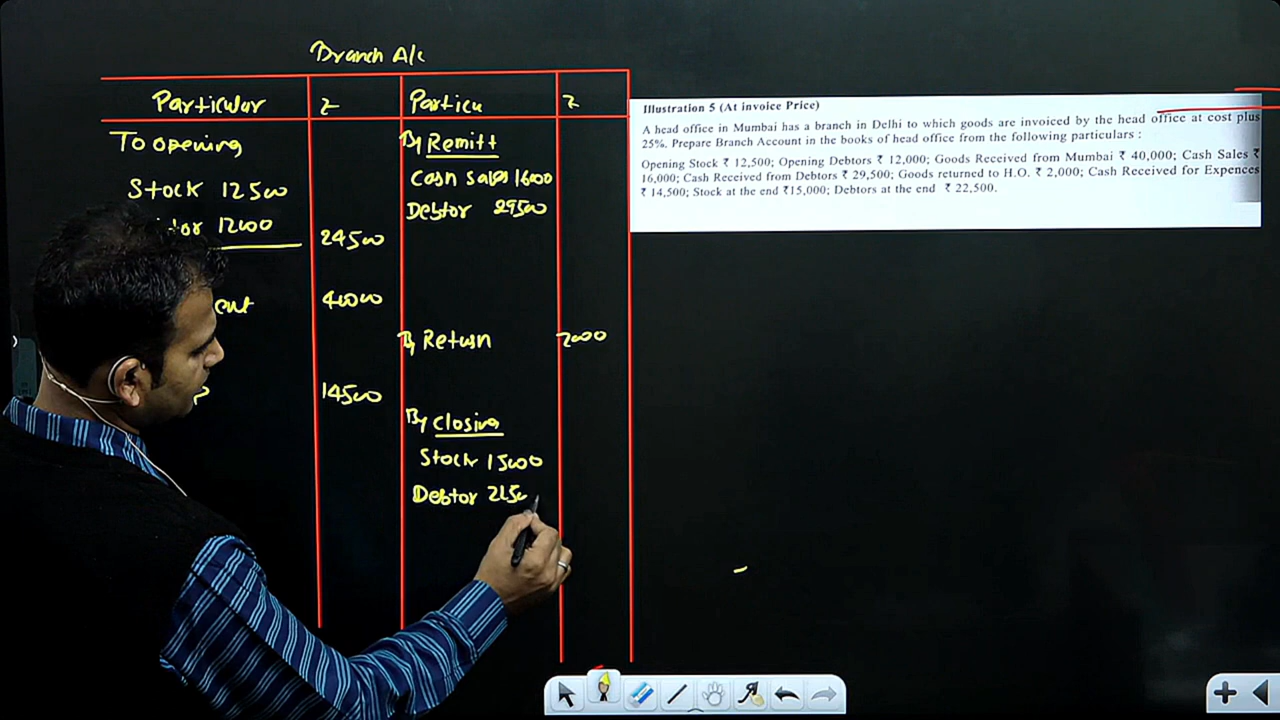 Branch A/c
Particular ₹ Particu ₹
To opening
Stock 12500
tor 12000
24500
40000
14500
By Remitt
Cash sales 16000
Debtor 29500
By Return 2000
By Closing
Stock 15000
Debtor 2250
Illustration 5 (At invoice Price)
A head office in Mumbai has a branch in Delhi to which goods are invoiced by the head office at cost plus
25%. Prepare Branch Account in the books of head office from the following particulars :
Opening Stock ₹ 12,500; Opening Debtors ₹ 12,000; Goods Received from Mumbai ₹ 40,000; Cash Sales ₹
16,000; Cash Received from Debtors ₹ 29,500; Goods returned to H.O. ₹ 2,000; Cash Received for Expences
₹ 14,500; Stock at the end ₹15,000; Debtors at the end ₹ 22,500.